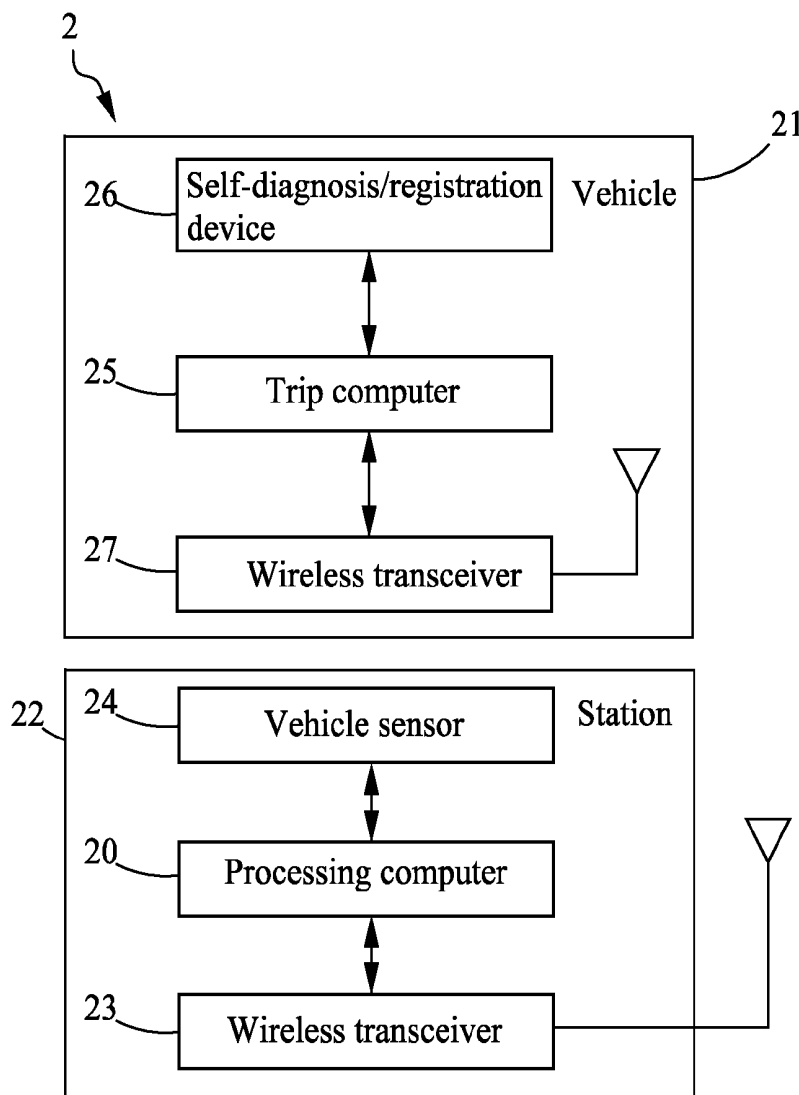 2
21
26
Self-diagnosis/registration
device
Vehicle
25
Trip computer
27
Wireless transceiver
22
24
Vehicle sensor
Station
20
Processing computer
23
Wireless transceiver